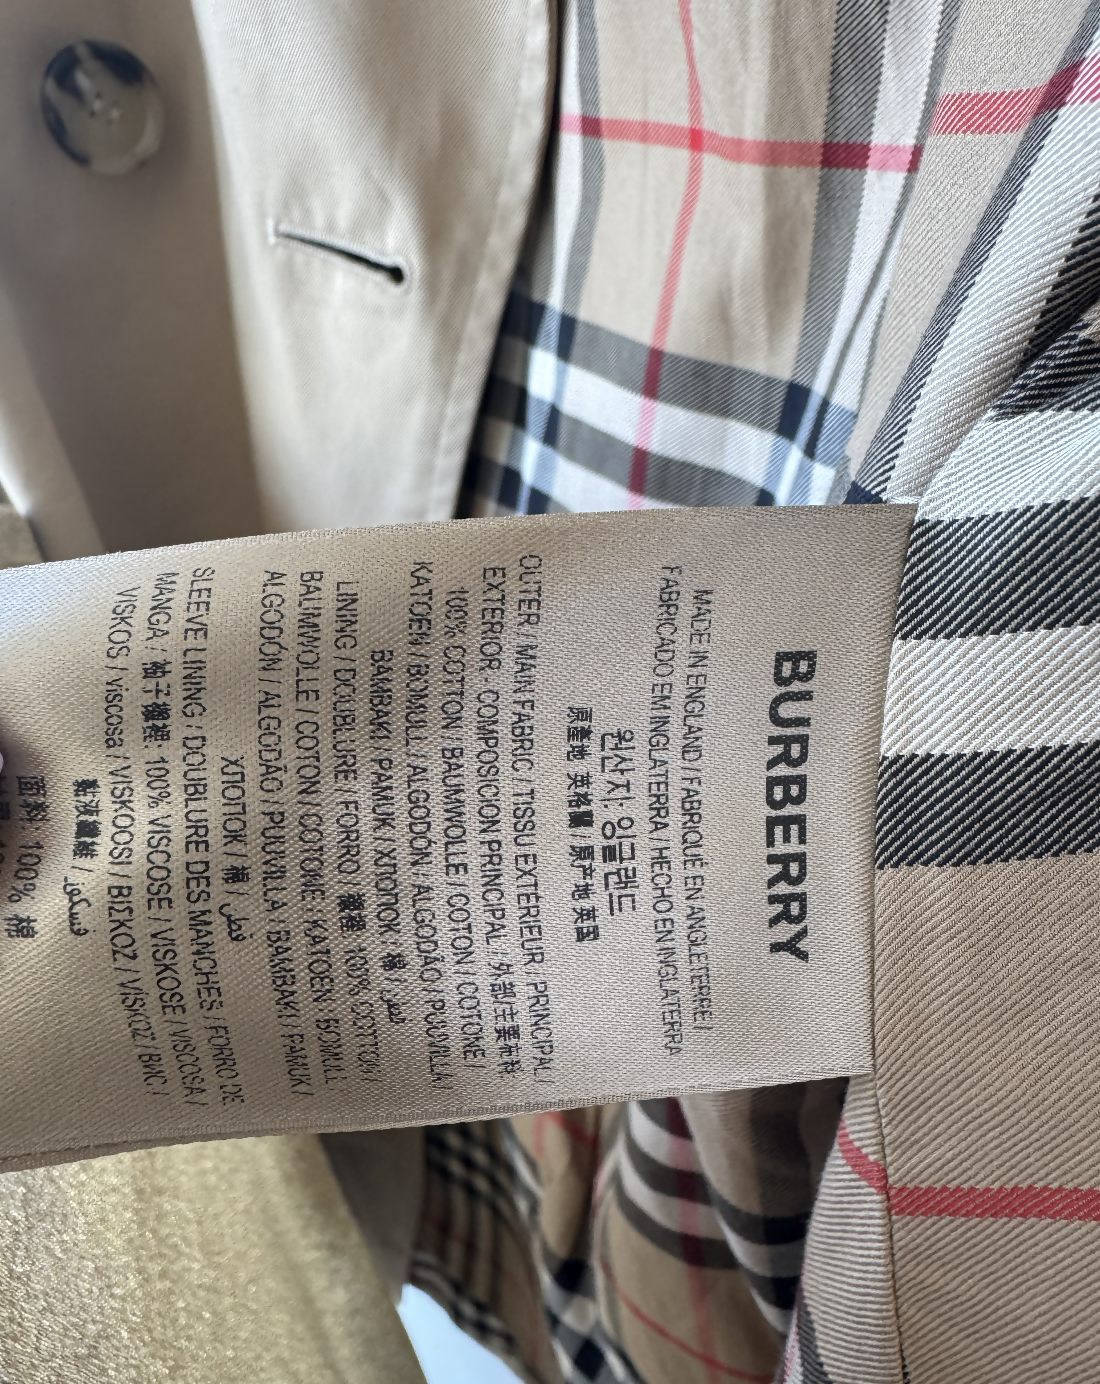 BURBERRY
MADE IN ENGLAND / FABRIQUÉ EN ANGLETERRE /
FABRICADO EM INGLATERRA / HECHO EN INGLATERRA
원산지: 잉글랜드
原產地 英格蘭 原产地 英国
OUTER / MAIN FABRIC / TISSU EXTÉRIEUR / PRINCIPAL /
EXTERIOR - COMPOSICION PRINCIPAL / 外部/主要布料
100% COTTON / BAUMWOLLE / COTON / COTONE /
KATOEN / BOMULL / ALGODÓN / ALGODÃO / PUUVILLA /
BAMBAKI / PAMUK / ХЛОПОК / 棉 /
LINING / DOUBLURE / FORRO / 襯裡: 100% COTTON /
BAUMWOLLE / COTON / COTONE / KATOEN / BOMULL /
ALGODÓN / ALGODÃO / PUUVILLA / BAMBAKI / PAMUK /
ХЛОПОК / 棉 /
SLEEVE LINING / DOUBLURE DES MANCHES / FORRO DE
MANGA / 袖子襯裡: 100% VISCOSE / VISKOSE / VISCOSA /
VISKOS / viscosa / VISKOOSI / ΒΙΣΚΟΖ / VİSKOZ / ВИС /
黏液纖維 / فسكوز
面料: 100% 棉